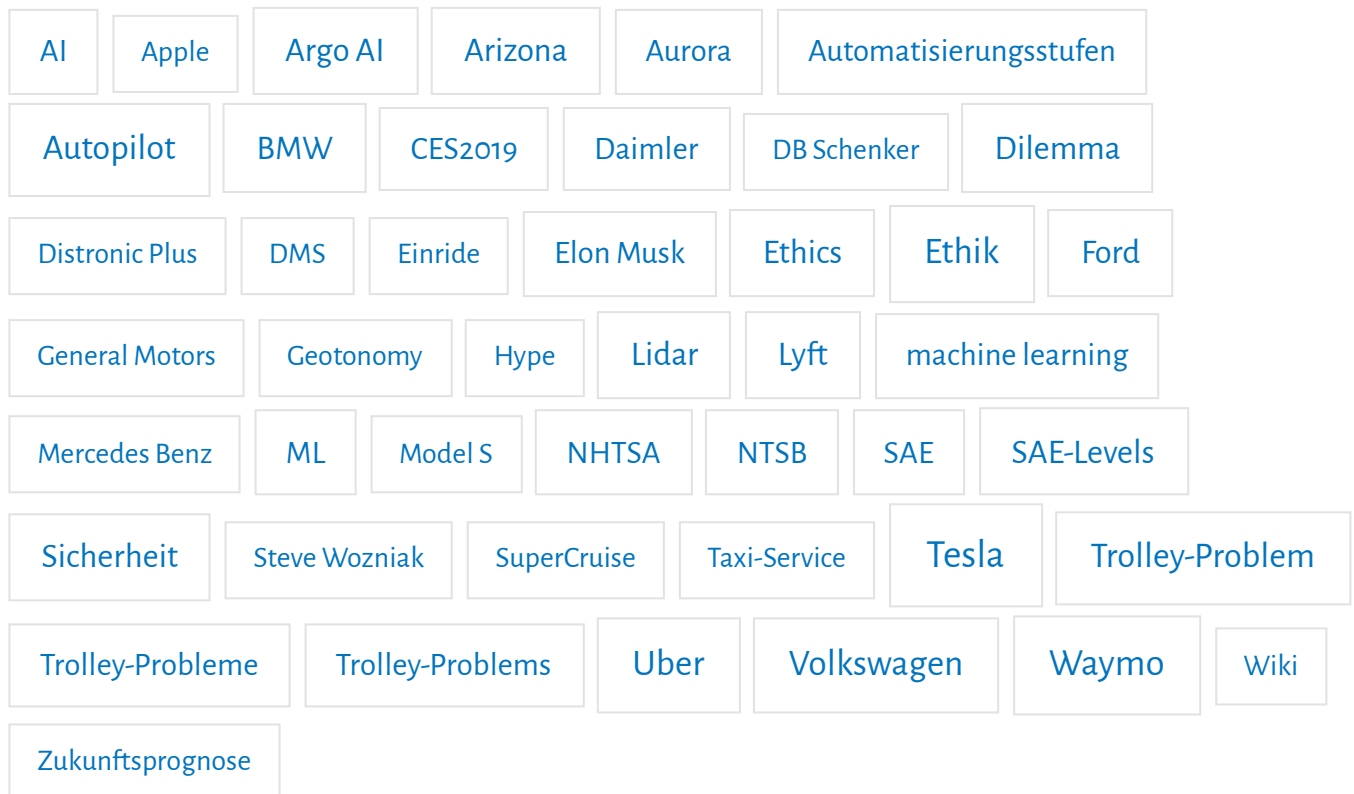 AI Apple Argo AI Arizona Aurora Automatisierungsstufen
Autopilot BMW CES2019 Daimler DB Schenker Dilemma
Distronic Plus DMS Einride Elon Musk Ethics Ethik Ford
General Motors Geotonomy Hype Lidar Lyft machine learning
Mercedes Benz ML Model S NHTSA NTSB SAE SAE-Levels
Sicherheit Steve Wozniak SuperCruise Taxi-Service Tesla Trolley-Problem
Trolley-Probleme Trolley-Problems Uber Volkswagen Waymo Wiki
Zukunftsprognose